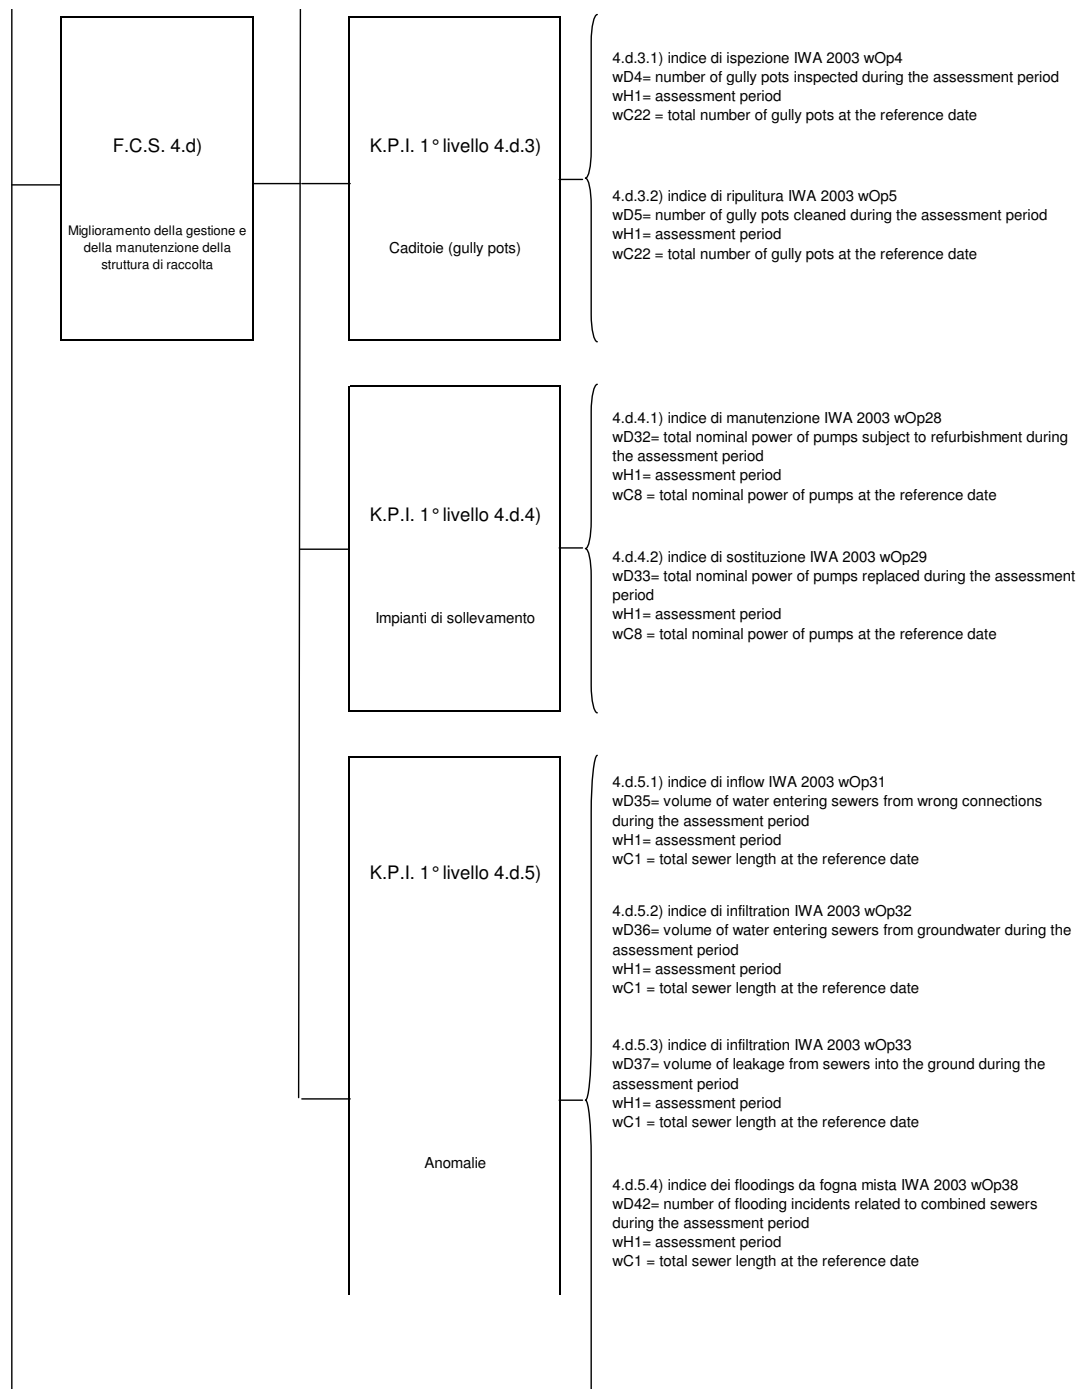 F.C.S. 4.d)
Miglioramento della gestione e
della manutenzione della
struttura di raccolta
K.P.I. 1° livello 4.d.3)
Caditoie (gully pots)
4.d.3.1) indice di ispezione IWA 2003 wOp4
wD4= number of gully pots inspected during the assessment period
wH1= assessment period
wC22 = total number of gully pots at the reference date
4.d.3.2) indice di ripulitura IWA 2003 wOp5
wD5= number of gully pots cleaned during the assessment period
wH1= assessment period
wC22 = total number of gully pots at the reference date
K.P.I. 1° livello 4.d.4)
Impianti di sollevamento
4.d.4.1) indice di manutenzione IWA 2003 wOp28
wD32= total nominal power of pumps subject to refurbishment during
the assessment period
wH1= assessment period
wC8 = total nominal power of pumps at the reference date
4.d.4.2) indice di sostituzione IWA 2003 wOp29
wD33= total nominal power of pumps replaced during the assessment
period
wH1= assessment period
wC8 = total nominal power of pumps at the reference date
K.P.I. 1° livello 4.d.5)
Anomalie
4.d.5.1) indice di inflow IWA 2003 wOp31
wD35= volume of water entering sewers from wrong connections
during the assessment period
wH1= assessment period
wC1 = total sewer length at the reference date
4.d.5.2) indice di infiltration IWA 2003 wOp32
wD36= volume of water entering sewers from groundwater during the
assessment period
wH1= assessment period
wC1 = total sewer length at the reference date
4.d.5.3) indice di infiltration IWA 2003 wOp33
wD37= volume of leakage from sewers into the ground during the
assessment period
wH1= assessment period
wC1 = total sewer length at the reference date
4.d.5.4) indice dei floodings da fogna mista IWA 2003 wOp38
wD42= number of flooding incidents related to combined sewers
during the assessment period
wH1= assessment period
wC1 = total sewer length at the reference date